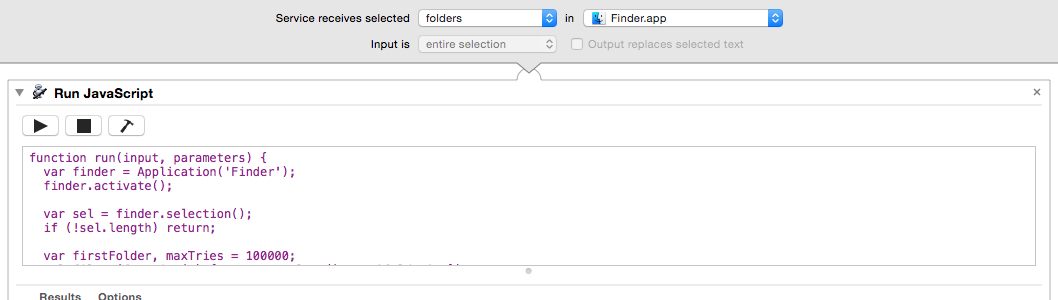 Service receives selected folders in Finder.app
Input is entire selection Output replaces selected text
Run JavaScript
function run(input, parameters) {
var finder = Application('Finder');
finder.activate();
var sel = finder.selection();
if (!sel.length) return;
var firstFolder, maxTries = 100000;
Results Options